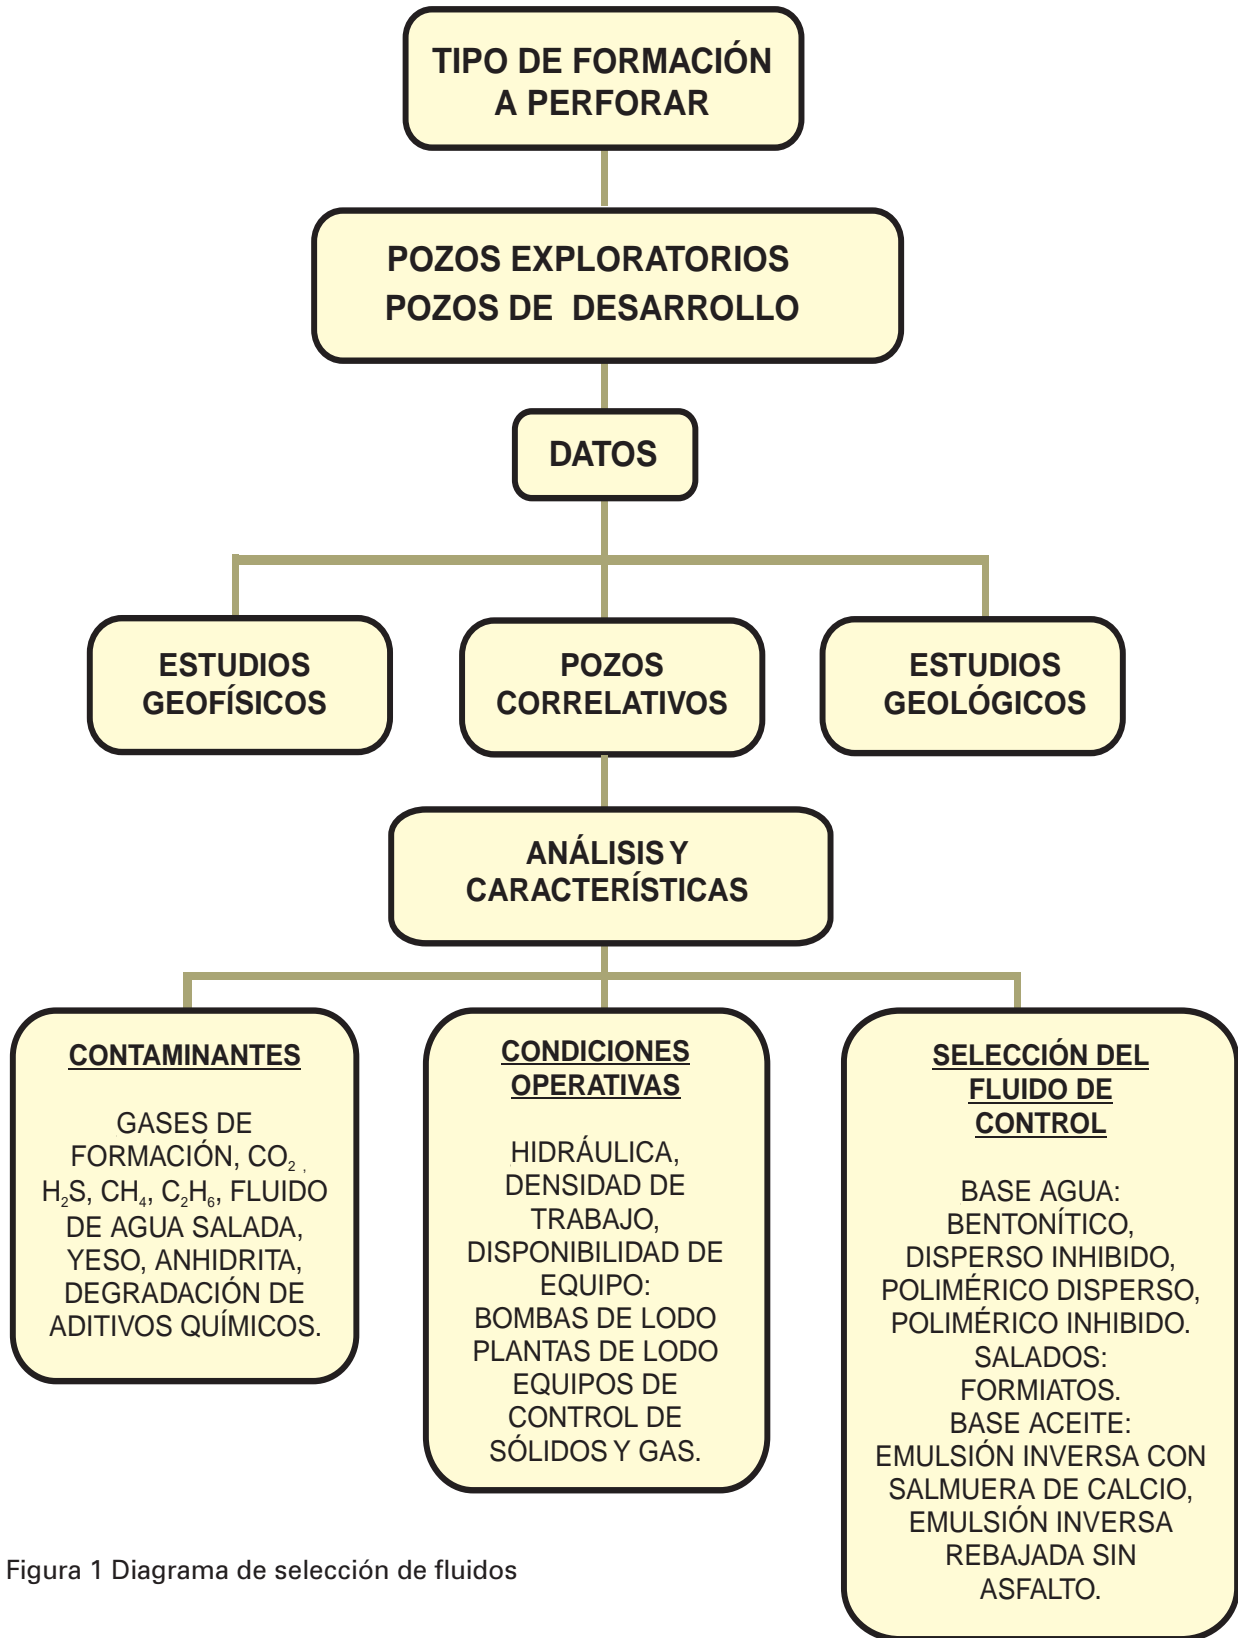 TIPO DE FORMACIÓN
A PERFORAR
POZOS EXPLORATORIOS
POZOS DE DESARROLLO
DATOS
ESTUDIOS
GEOFÍSICOS
POZOS
CORRELATIVOS
ESTUDIOS
GEOLÓGICOS
ANÁLISIS Y
CARACTERÍSTICAS
CONTAMINANTES
GASES DE
FORMACIÓN, CO₂ ,
H₂S, CH₄, C₂H₆, FLUIDO
DE AGUA SALADA,
YESO, ANHIDRITA,
DEGRADACIÓN DE
ADITIVOS QUÍMICOS.
CONDICIONES
OPERATIVAS
HIDRÁULICA,
DENSIDAD DE
TRABAJO,
DISPONIBILIDAD DE
EQUIPO:
BOMBAS DE LODO
PLANTAS DE LODO
EQUIPOS DE
CONTROL DE
SÓLIDOS Y GAS.
SELECCIÓN DEL
FLUIDO DE
CONTROL
BASE AGUA:
BENTONÍTICO,
DISPERSO INHIBIDO,
POLIMÉRICO DISPERSO,
POLIMÉRICO INHIBIDO.
SALADOS:
FORMIATOS.
BASE ACEITE:
EMULSIÓN INVERSA CON
SALMUERA DE CALCIO,
EMULSIÓN INVERSA
REBAJADA SIN
ASFALTO.
Figura 1 Diagrama de selección de fluidos